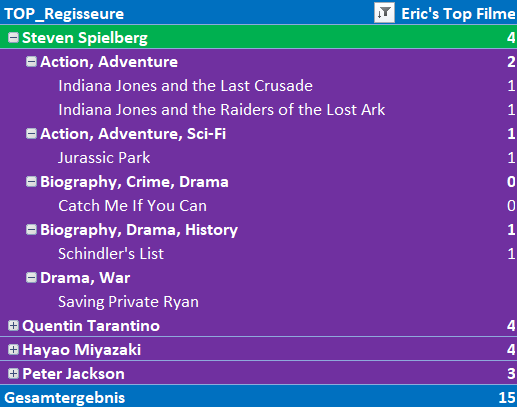 TOP_Regisseure Eric's Top Filme
Steven Spielberg 4
Action, Adventure 2
Indiana Jones and the Last Crusade 1
Indiana Jones and the Raiders of the Lost Ark 1
Action, Adventure, Sci-Fi 1
Jurassic Park 1
Biography, Crime, Drama 0
Catch Me If You Can 0
Biography, Drama, History 1
Schindler's List 1
Drama, War
Saving Private Ryan
Quentin Tarantino 4
Hayao Miyazaki 4
Peter Jackson 3
Gesamtergebnis 15